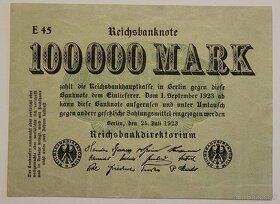 E 45
Reichsbanknote
100000 MARK
zahlt die Reichsbankhauptkasse in Berlin gegen diese
Banknote dem Einlieferer. Vom 1. September 1923 ab
kann diese Banknote aufgerufen und unter Umtausch
gegen andere gesetzliche Zahlungsmittel eingezogen werden
Berlin, den 25. Juli 1923
Reichsbankdirektorium